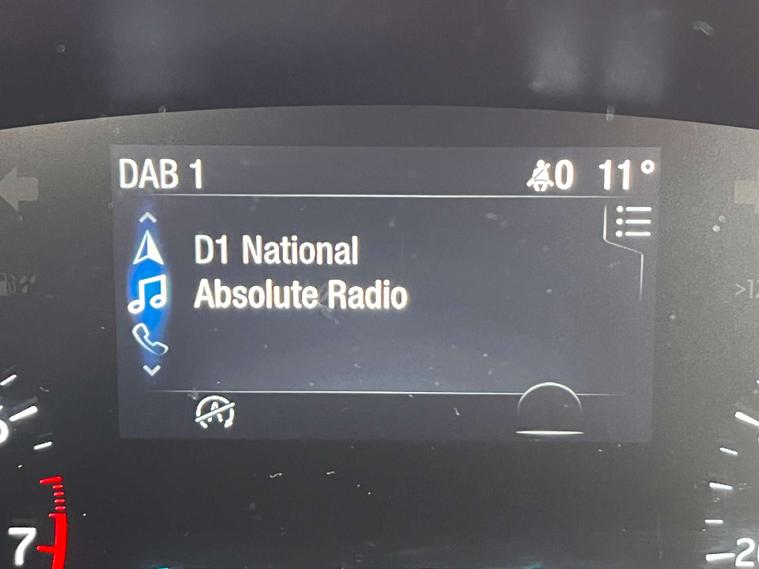 DAB 1
0 11°
D1 National
Absolute Radio
A
7